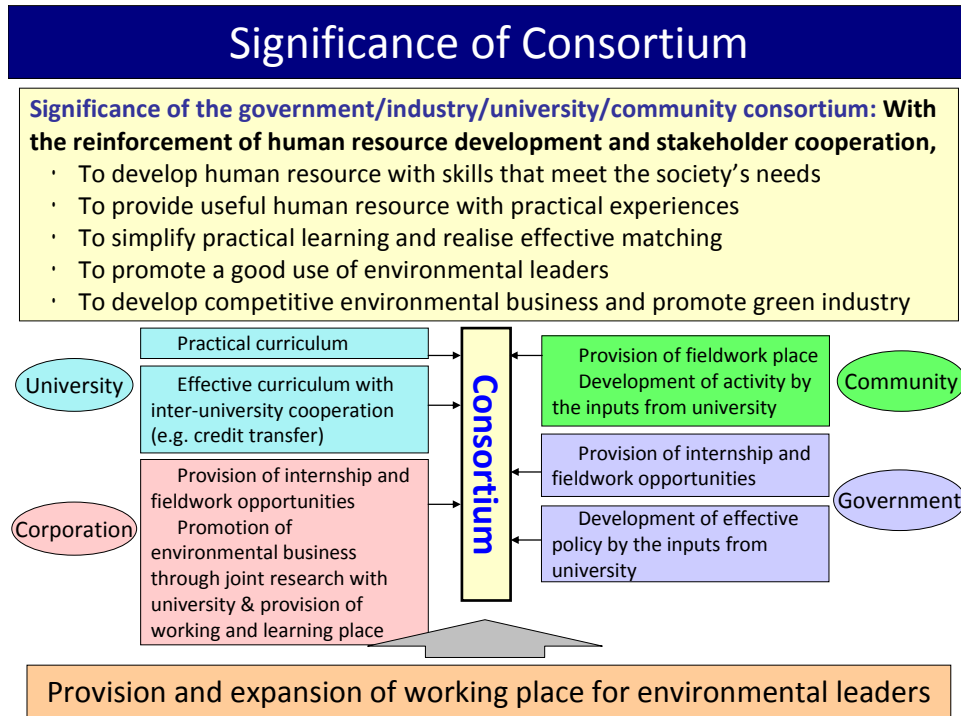 Significance of Consortium
Significance of the government/industry/university/community consortium: With
the reinforcement of human resource development and stakeholder cooperation,
· To develop human resource with skills that meet the society's needs
· To provide useful human resource with practical experiences
· To simplify practical learning and realise effective matching
· To promote a good use of environmental leaders
· To develop competitive environmental business and promote green industry
University
Practical curriculum
Effective curriculum with
inter-university cooperation
(e.g. credit transfer)
Corporation
Provision of internship and
fieldwork opportunities
Promotion of
environmental business
through joint research with
university & provision of
working and learning place
Consortium
Provision of fieldwork place
Development of activity by
the inputs from university
Community
Provision of internship and
fieldwork opportunities
Government
Development of effective
policy by the inputs from
university
Provision and expansion of working place for environmental leaders